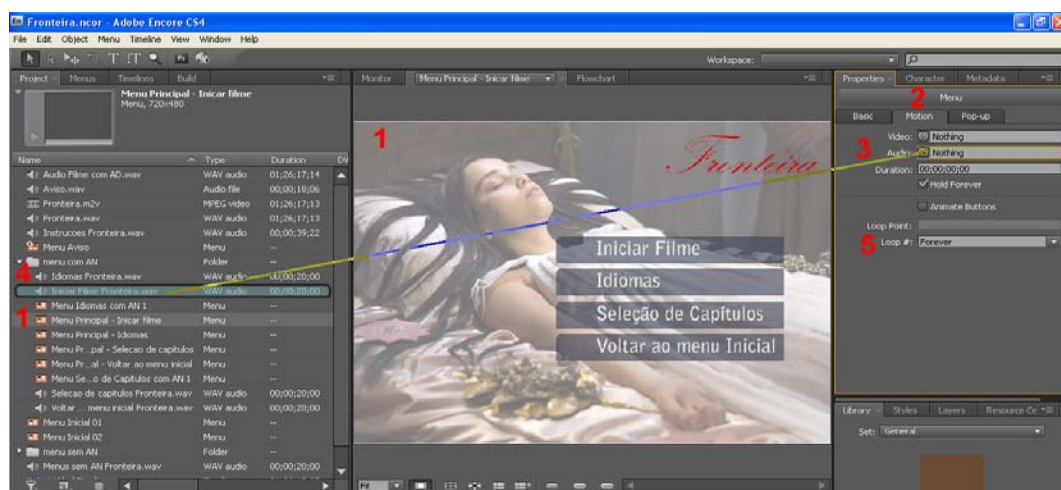 Fronteira.ncor - Adobe Encore CS4
File Edit Object Menu Timeline View Window Help
Workspace:
Project Menus Timelines Build
Menu Principal - Inicar filme
Menu, 720x480
Name Type Duration DV
Audio Filme com AD.wav WAV audio 01;26;17;14
Aviso.wav Audio file 00;00;18;06
Fronteira.m2v MPEG video 01;26;17;13
Fronteira.wav WAV audio 01;26;17;13
Instrucoes Fronteira.wav WAV audio 00;00;39;22
Menu Aviso Menu --
menu com AN Folder --
4
Idiomas Fronteira.wav WAV audio 00;00;20;00
Iniciar Filme Fronteira.wav WAV audio 00;00;20;00
Menu Idiomas com AN 1 Menu --
1
Menu Principal - Inicar filme Menu --
Menu Principal - Idiomas Menu --
Menu Pr...pal - Selecao de capitulos Menu --
Menu Pr...al - Voltar ao menu inicial Menu --
Menu Se...o de Capitulos com AN 1 Menu --
Selecao de capitulos Fronteira.wav WAV audio 00;00;20;00
Voltar ... menu inicial Fronteira.wav WAV audio 00;00;20;00
Menu Inicial 01 Menu --
Menu Inicial 02 Menu --
menu sem AN Folder --
Menus sem AN Fronteira.wav WAV audio 00;00;20;00
Monitor Menu Principal - Inicar filme Flowchart
1
Fronteira
Iniciar Filme
Idiomas
Seleção de Capítulos
Voltar ao menu Inicial
Fit
Properties Character Metadata
2
Menu
Basic Motion Pop-up
Video: Nothing
3
Audio: Nothing
Duration: 00;00;00;00
Hold Forever
Animate Buttons
Loop Point:
5
Loop #: Forever
Library Styles Layers Resource Ce
Set: General